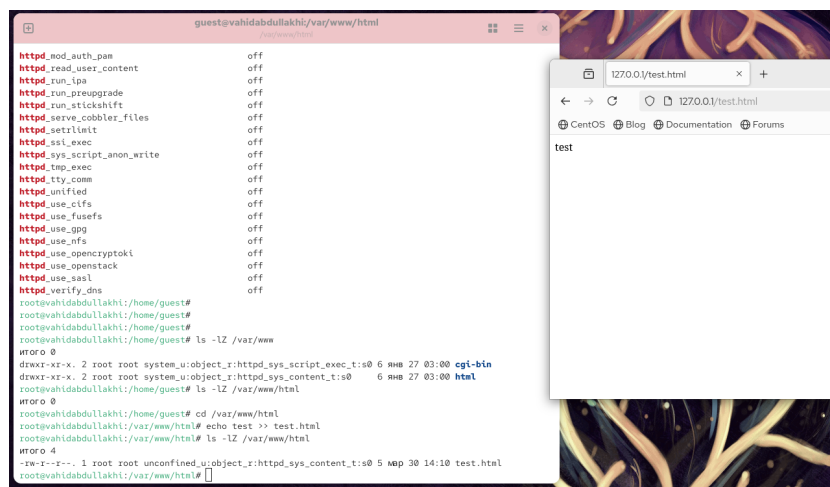 guest@vahidabdullakhi:/var/www/html
/var/www/html
httpd_mod_auth_pam off
httpd_read_user_content off
httpd_run_ipa off
httpd_run_preupgrade off
httpd_run_stickshift off
httpd_serve_cobbler_files off
httpd_setrlimit off
httpd_ssi_exec off
httpd_sys_script_anon_write off
httpd_tmp_exec off
httpd_tty_comm off
httpd_unified off
httpd_use_cifs off
httpd_use_fusefs off
httpd_use_gpg off
httpd_use_nfs off
httpd_use_opencryptoki off
httpd_use_openstack off
httpd_use_sasl off
httpd_verify_dns off
root@vahidabdullakhi:/home/guest#
root@vahidabdullakhi:/home/guest#
root@vahidabdullakhi:/home/guest#
root@vahidabdullakhi:/home/guest# ls -lZ /var/www
итого 0
drwxr-xr-x. 2 root root system_u:object_r:httpd_sys_script_exec_t:s0 6 янв 27 03:00 cgi-bin
drwxr-xr-x. 2 root root system_u:object_r:httpd_sys_content_t:s0 6 янв 27 03:00 html
root@vahidabdullakhi:/home/guest# ls -lZ /var/www/html
итого 0
root@vahidabdullakhi:/home/guest# cd /var/www/html
root@vahidabdullakhi:/var/www/html# echo test >> test.html
root@vahidabdullakhi:/var/www/html# ls -lZ /var/www/html
итого 4
-rw-r--r--. 1 root root unconfined_u:object_r:httpd_sys_content_t:s0 5 мар 30 14:10 test.html
root@vahidabdullakhi:/var/www/html#
127.0.0.1/test.html
127.0.0.1/test.html
CentOS Blog Documentation Forums
test